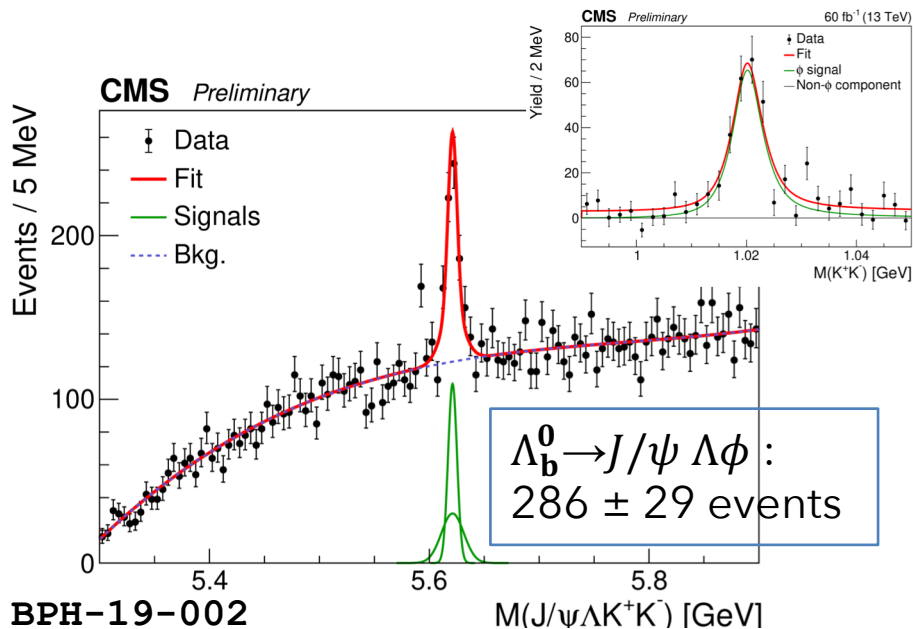 CMS Preliminary
60 fb⁻¹ (13 TeV)
Yield / 2 MeV
80
60
40
20
0
Data
Fit
ϕ signal
Non-ϕ component
1
1.02
1.04
M(K⁺K⁻) [GeV]
CMS Preliminary
Events / 5 MeV
200
100
0
Data
Fit
Signals
Bkg.
Λ⁰_b→J/ψ Λϕ :
286 ± 29 events
5.4
5.6
5.8
BPH-19-002
M(J/ψΛK⁺K⁻) [GeV]